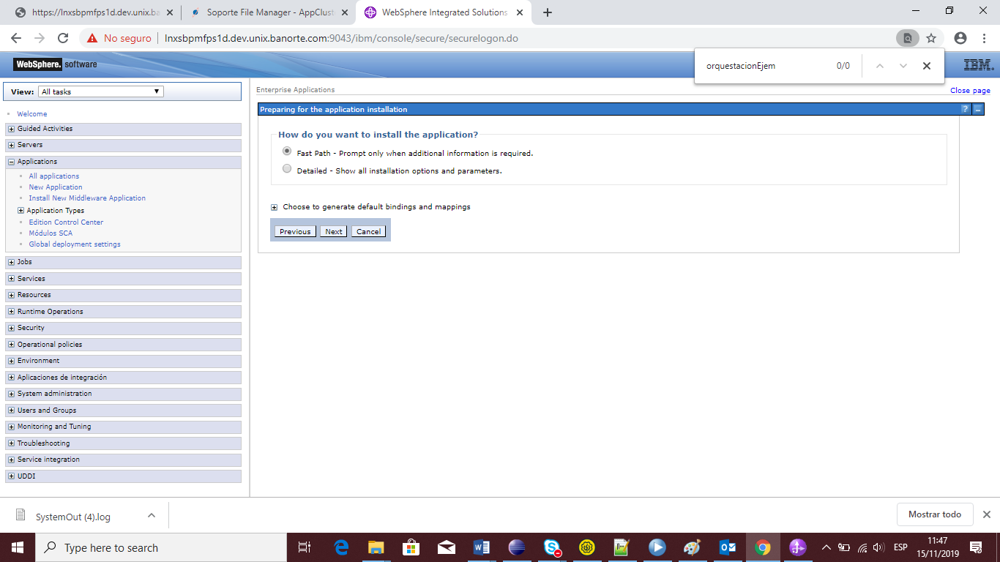 https://lnxsbpmfps1d.dev.unix.ba
Soporte File Manager - AppClust
WebSphere Integrated Solutions
No seguro
lnxsbpmfps1d.dev.unix.banorte.com:9043/ibm/console/secure/securelogon.do
WebSphere. software
IBM.
orquestacionEjem 0/0
View: All tasks
Welcome
Guided Activities
Servers
Applications
All applications
New Application
Install New Middleware Application
Application Types
Edition Control Center
Módulos SCA
Global deployment settings
Jobs
Services
Resources
Runtime Operations
Security
Operational policies
Environment
Aplicaciones de integración
System administration
Users and Groups
Monitoring and Tuning
Troubleshooting
Service integration
UDDI
Enterprise Applications
Close page
Preparing for the application installation
? –
How do you want to install the application?
Fast Path - Prompt only when additional information is required.
Detailed - Show all installation options and parameters.
Choose to generate default bindings and mappings
Previous Next Cancel
SystemOut (4).log
Mostrar todo
Type here to search
ESP
11:47
15/11/2019